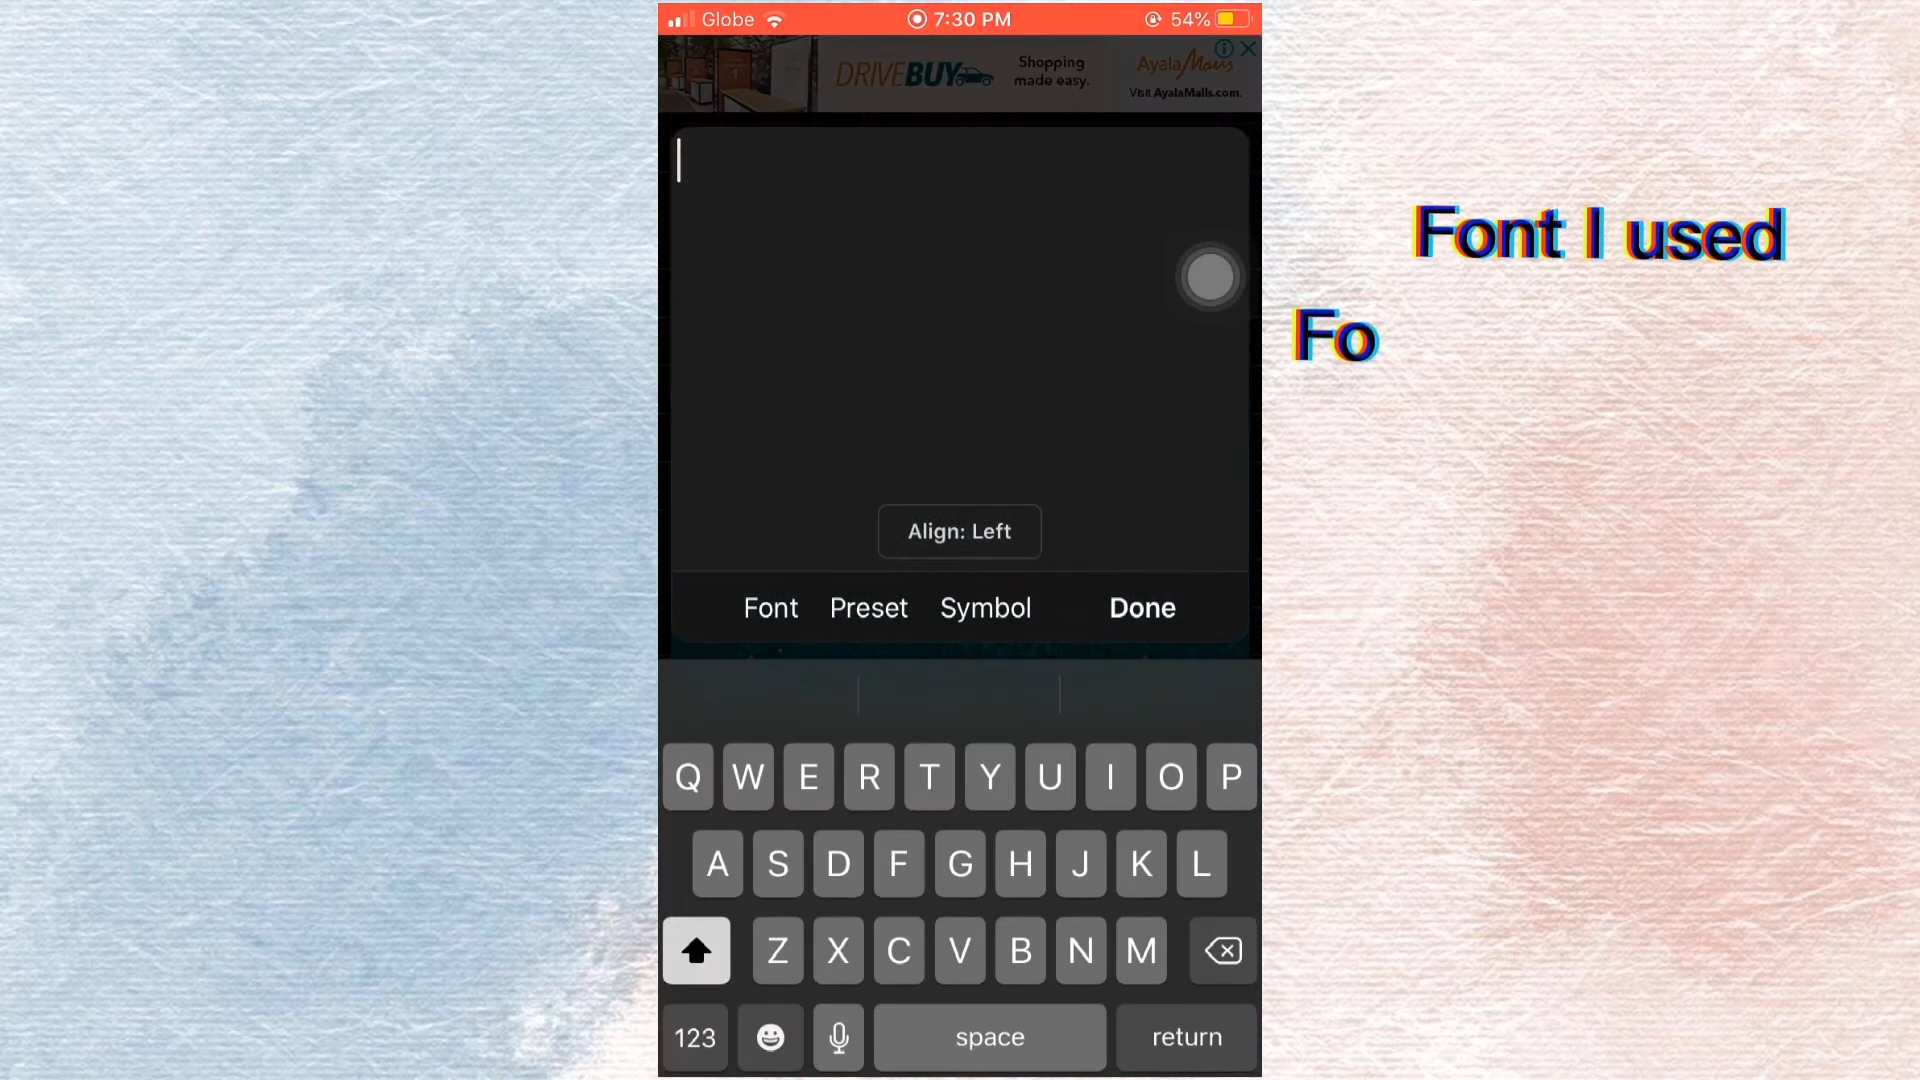 Globe 7:30 PM 54%
DRIVEBUY
Shopping
made easy.
Ayala Malls
Visit AyalaMalls.com.
Font I used
Fo
Align: Left
Font Preset Symbol Done
Q W E R T Y U I O P
A S D F G H J K L
Z X C V B N M
123 space return